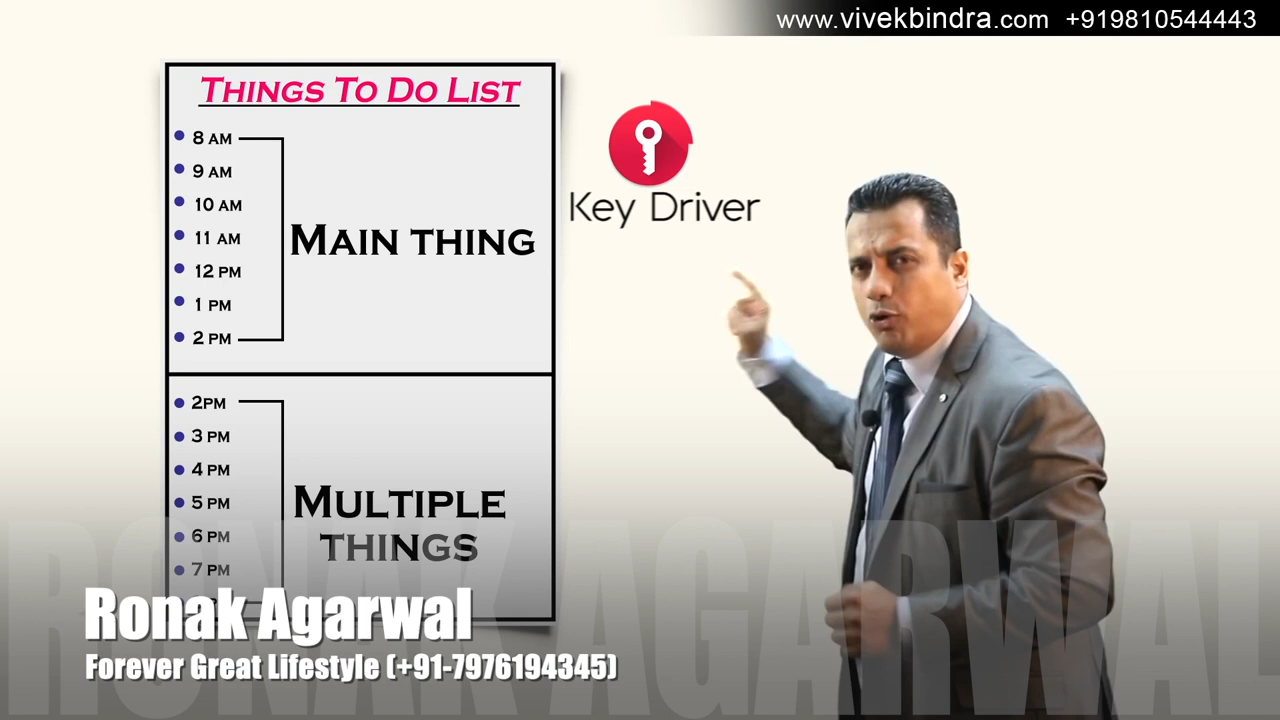 www.vivekbindra.com +919810544443
THINGS TO DO LIST
8 AM
9 AM
10 AM
11 AM
12 PM
1 PM
2 PM
MAIN THING
Key Driver
2PM
3 PM
4 PM
5 PM
6 PM
7 PM
MULTIPLE
THINGS
RONAK AGARWAL
Ronak Agarwal
Forever Great Lifestyle (+91-7976194345)